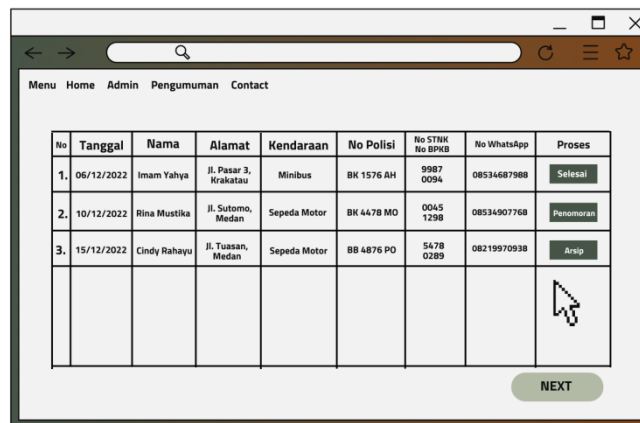 Menu Home Admin Pengumuman Contact
No Tanggal Nama Alamat Kendaraan No Polisi No STNK No BPKB No WhatsApp Proses
1. 06/12/2022 Imam Yahya Jl. Pasar 3, Krakatau Minibus BK 1576 AH 9987 0094 08534687988 Selesai
2. 10/12/2022 Rina Mustika Jl. Sutomo, Medan Sepeda Motor BK 4478 MO 0045 1298 08534907768 Penomoran
3. 15/12/2022 Cindy Rahayu Jl. Tuasan, Medan Sepeda Motor BB 4876 PO 5478 0289 08219970938 Arsip
NEXT